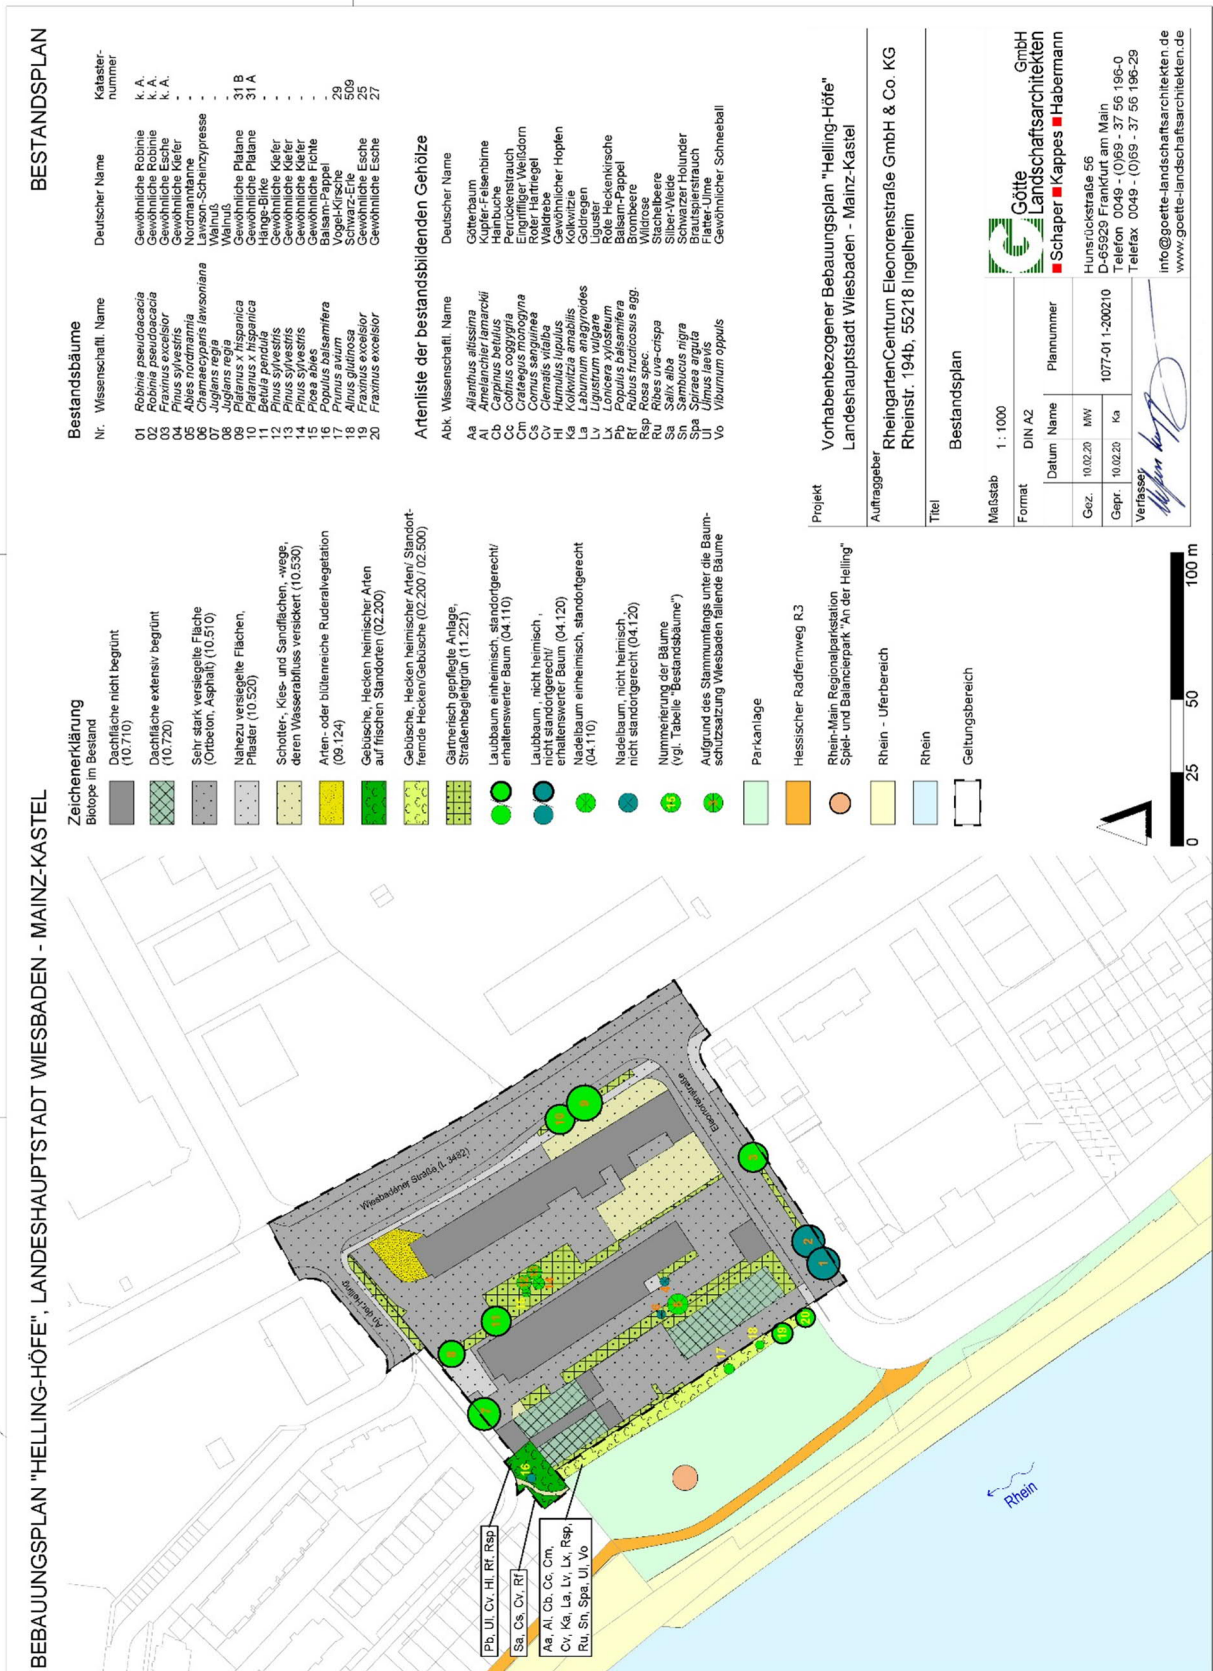 BEBAUUNGSPLAN "HELLING-HÖFE", LANDESHAUPTSTADT WIESBADEN - MAINZ-KASTEL
BESTANDSPLAN
Zeichenerklärung
Biotope im Bestand
Dachfläche nicht begrünt
(10.710)
Dachfläche extensiv begrünt
(10.720)
Sehr stark versiegelte Fläche
(Ortbeton, Asphalt) (10.510)
Nahezu versiegelte Flächen,
Pflaster (10.520)
Schotter-, Kies- und Sandflächen, -wege,
deren Wasserabfluss versickert (10.530)
Arten- oder blütenreiche Ruderalvegetation
(09.124)
Gebüsche, Hecken heimischer Arten
auf frischen Standorten (02.200)
Gebüsche, Hecken heimischer Arten/ Standort-
fremde Hecken/Gebüsche (02.200 / 02.500)
Gärtnerisch gepflegte Anlage,
Straßenbegleitgrün (11.221)
Laubbaum einheimisch, standortgerecht/
erhaltenswerter Baum (04.110)
Laubbaum , nicht heimisch ,
nicht standortgerecht/
erhaltenswerter Baum (04.120)
Nadelbaum einheimisch, standortgerecht
(04.110)
Nadelbaum, nicht heimisch,
nicht standortgerecht (04.120)
15
Nummerierung der Bäume
(vgl. Tabelle "Bestandsbäume")
Aufgrund des Stammumfangs unter die Baum-
schutzsatzung Wiesbaden fallende Bäume
Parkanlage
Hessischer Radfernweg R3
Rhein-Main Regionalparkstation
Spiel- und Balancierpark "An der Helling"
Rhein - Uferbereich
Rhein
Geltungsbereich
0 25 50 100 m
Bestandsbäume
Nr. Wissenschaftl. Name Deutscher Name Kataster-
nummer
01 Robinia pseudoacacia Gewöhnliche Robinie k. A.
02 Robinia pseudoacacia Gewöhnliche Robinie k. A.
03 Fraxinus excelsior Gewöhnliche Esche k. A.
04 Pinus sylvestris Gewöhnliche Kiefer -
05 Abies nordmannia Nordmanntanne -
06 Chamaecyparis lawsoniana Lawson-Scheinzypresse -
07 Juglans regia Walnuß -
08 Juglans regia Walnuß -
09 Platanus x hispanica Gewöhnliche Platane 31 B
10 Platanus x hispanica Gewöhnliche Platane 31 A
11 Betula pendula Hänge-Birke -
12 Pinus sylvestris Gewöhnliche Kiefer -
13 Pinus sylvestris Gewöhnliche Kiefer -
14 Pinus sylvestris Gewöhnliche Kiefer -
15 Picea abies Gewöhnliche Fichte -
16 Populus balsamifera Balsam-Pappel -
17 Prunus avium Vogel-Kirsche 29
18 Alnus glutinosa Schwarz-Erle 509
19 Fraxinus excelsior Gewöhnliche Esche 25
20 Fraxinus excelsior Gewöhnliche Esche 27
Artenliste der bestandsbildenden Gehölze
Abk. Wissenschaftl. Name Deutscher Name
Aa Ailanthus altissima Götterbaum
Al Amelanchier lamarckii Kupfer-Felsenbirne
Cb Carpinus betulus Hainbuche
Cc Cotinus coggygria Perrückenstrauch
Cm Crataegus monogyna Eingriffliger Weißdorn
Cs Cornus sanguinea Roter Hartriegel
Cv Clematis vitalba Waldrebe
Hl Humulus lupulus Gewöhnlicher Hopfen
Ka Kolkwitzia amabilis Kolkwitzie
La Laburnum anagyroides Goldregen
Lv Ligustrum vulgare Liguster
Lx Lonicera xylosteum Rote Heckenkirsche
Pb Populus balsamifera Balsam-Pappel
Rf Rubus fructicosus agg. Brombeere
Rsp Rosa spec. Wildrose
Ru Ribes uva-crispa Stachelbeere
Sa Salix alba Silber-Weide
Sn Sambucus nigra Schwarzer Holunder
Spa Spiraea arguta Brautspierstrauch
Ul Ulmus laevis Flatter-Ulme
Vo Viburnum oppuls Gewöhnlicher Schneeball
Projekt
Vorhabenbezogener Bebauungsplan "Helling-Höfe"
Landeshauptstadt Wiesbaden - Mainz-Kastel
Auftraggeber
RheingartenCentrum Eleonorenstraße GmbH & Co. KG
Rheinstr. 194b, 55218 Ingelheim
Titel
Bestandsplan
Maßstab 1 : 1000
Format DIN A2
Datum Name Plannummer
Gez. 10.02.20 MW
1077-01 1-200210
Gepr. 10.02.20 Ka
Verfasser
GmbH
Götte
Landschaftsarchitekten
Schaper Kappes Habermann
Hunsrückstraße 56
D-65929 Frankfurt am Main
Telefon 0049 - (0)69 - 37 56 196-0
Telefax 0049 - (0)69 - 37 56 196-29
info@goette-landschaftsarchitekten.de
www.goette-landschaftsarchitekten.de
Wiesbadener Straße (L 3482)
An der Helling
Eleonorenstraße
Rhein
Pb, Ul, Cv, Hl, Rf, Rsp
Sa, Cs, Cv, Rf
Aa, Al, Cb, Cc, Cm,
Cv, Ka, La, Lv, Lx, Rsp,
Ru, Sn, Spa, Ul, Vo
16
7
11
10
3
2
1
17
18
19
20